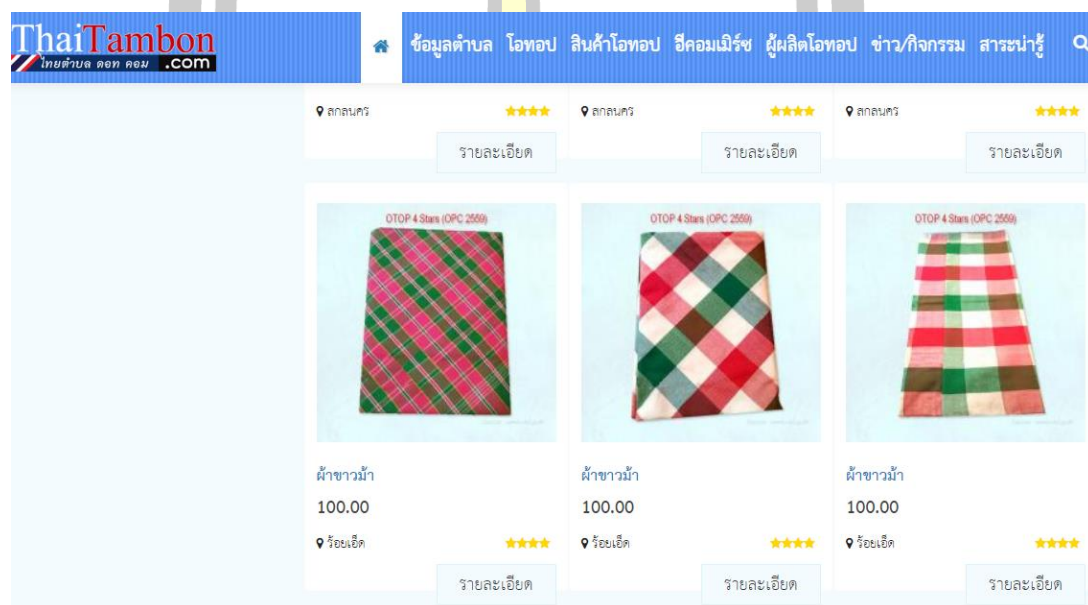 ThaiTambon
ไทยตำบล ดอท คอม .com
ข้อมูลตำบล โอทอป สินค้าโอทอป อีคอมเมิร์ซ ผู้ผลิตโอทอป ข่าว/กิจกรรม สาระน่ารู้
สกลนคร สกลนคร สกลนคร
รายละเอียด รายละเอียด รายละเอียด
OTOP 4 Stars (OPC 2559) OTOP 4 Stars (OPC 2559) OTOP 4 Stars (OPC 2559)
ผ้าขาวม้า ผ้าขาวม้า ผ้าขาวม้า
100.00 100.00 100.00
ร้อยเอ็ด ร้อยเอ็ด ร้อยเอ็ด
รายละเอียด รายละเอียด รายละเอียด